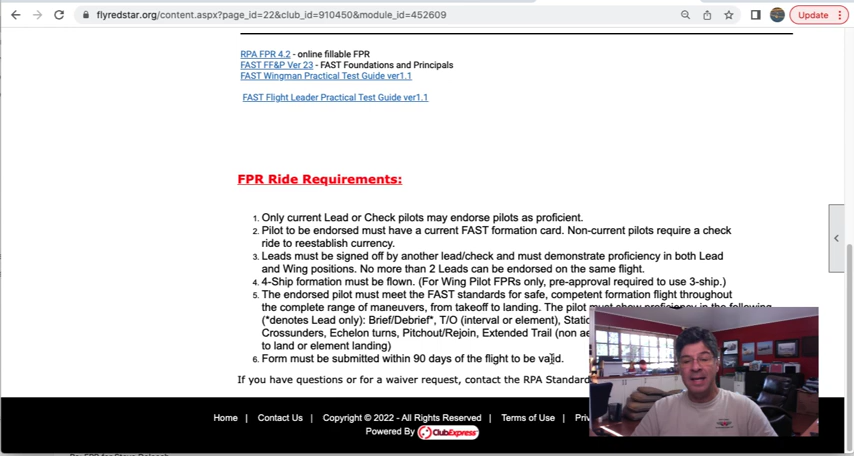 flyredstar.org/content.aspx?page_id=22&club_id=910450&module_id=452609
Update
RPA FPR 4.2 - online fillable FPR
FAST FF&P Ver 23 - FAST Foundations and Principals
FAST Wingman Practical Test Guide ver1.1
FAST Flight Leader Practical Test Guide ver1.1
FPR Ride Requirements:
1. Only current Lead or Check pilots may endorse pilots as proficient.
2. Pilot to be endorsed must have a current FAST formation card. Non-current pilots require a check
ride to reestablish currency.
3. Leads must be signed off by another lead/check and must demonstrate proficiency in both Lead
and Wing positions. No more than 2 Leads can be endorsed on the same flight.
4. 4-Ship formation must be flown. (For Wing Pilot FPRs only, pre-approval required to use 3-ship.)
5. The endorsed pilot must meet the FAST standards for safe, competent formation flight throughout
the complete range of maneuvers, from takeoff to landing. The pilot must show proficiency in the following
(*denotes Lead only): Brief/Debrief*, T/O (interval or element),
Crossunders, Echelon turns, Pitchout/Rejoin, Extended Trail (non
to land or element landing)
6. Form must be submitted within 90 days of the flight to be valid.
If you have questions or for a waiver request, contact the RPA
Home | Contact Us | Copyright © 2022 - All Rights Reserved | Terms of Use |
Powered By ClubExpress